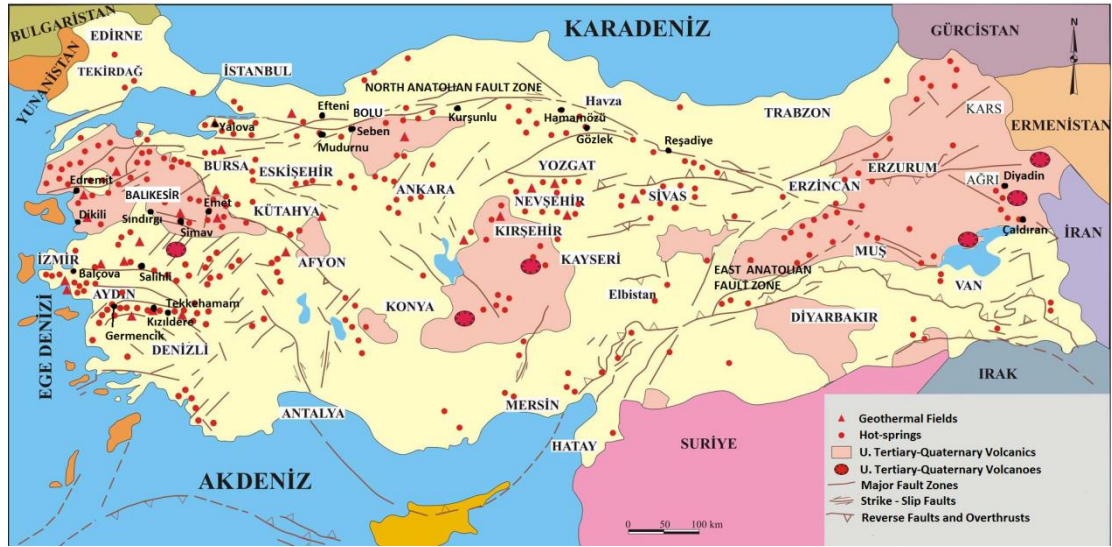 BULGARİSTAN
EDİRNE
KARADENİZ
GÜRCİSTAN
N
YUNANİSTAN
TEKİRDAĞ
İSTANBUL
NORTH ANATOLIAN FAULT ZONE
Efteni
BOLU
Havza
TRABZON
KARS
Yalova
Seben
Kurşunlu
Hamamözü
ERMENİSTAN
Mudurnu
Gözlek
Reşadiye
BURSA
ESKİŞEHİR
YOZGAT
ERZURUM
Edremit
ANKARA
ERZİNCAN
AĞRI
Diyadin
BALIKESİR
Emet
KÜTAHYA
NEVŞEHİR
SİVAS
Dikili
Sındırgı
Simav
KIRŞEHİR
Çaldıran
İRAN
İZMİR
Balçova
Salihli
AFYON
KAYSERİ
MUŞ
EAST ANATOLIAN
FAULT ZONE
VAN
AYDIN
Tekkehamam
KONYA
Elbistan
Kızıldere
Germencik
DİYARBAKIR
DENİZLİ
EGE DENİZİ
IRAK
ANTALYA
MERSİN
HATAY
SURİYE
AKDENİZ
Geothermal Fields
Hot-springs
U. Tertiary-Quaternary Volcanics
U. Tertiary-Quaternary Volcanoes
Major Fault Zones
Strike - Slip Faults
Reverse Faults and Overthrusts
0 50 100 km